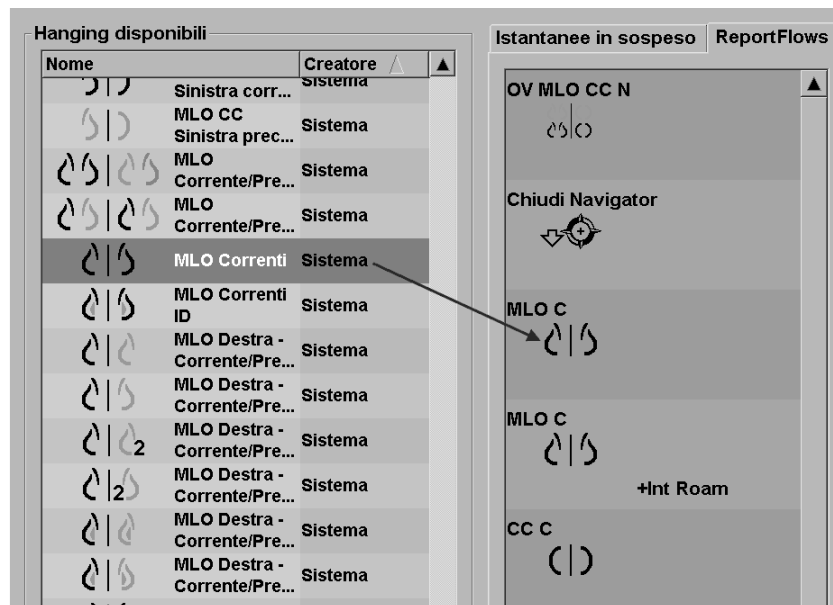 Hanging disponibili
Nome Creatore
Sinistra corr... Sistema
MLO CC
Sinistra prec... Sistema
MLO
Corrente/Pre... Sistema
MLO
Corrente/Pre... Sistema
MLO Correnti Sistema
MLO Correnti
ID Sistema
MLO Destra -
Corrente/Pre... Sistema
MLO Destra -
Corrente/Pre... Sistema
2 MLO Destra -
Corrente/Pre... Sistema
2 MLO Destra -
Corrente/Pre... Sistema
MLO Destra -
Corrente/Pre... Sistema
MLO Destra -
Corrente/Pre... Sistema
Istantanee in sospeso ReportFlows
OV MLO CC N
Chiudi Navigator
MLO C
MLO C
+Int Roam
CC C